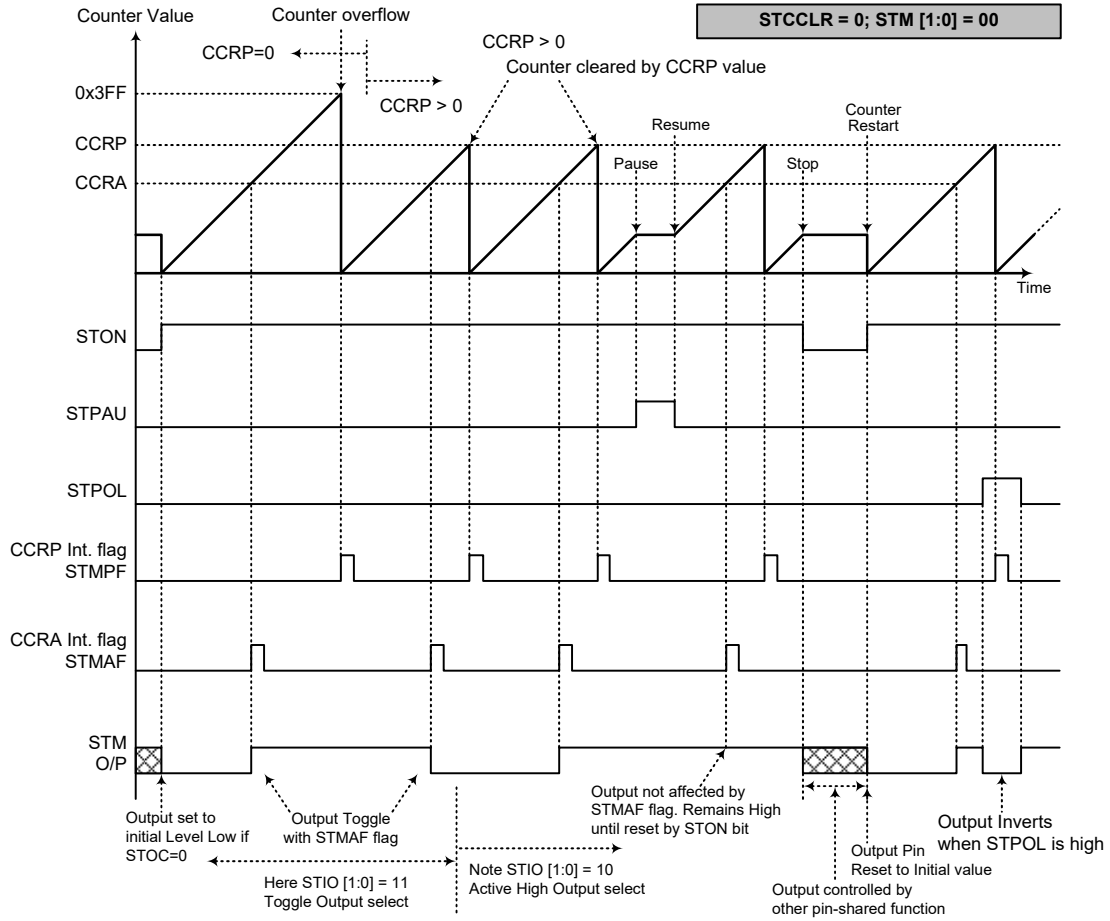 Counter Value
Counter overflow
STCCLR = 0; STM [1:0] = 00
CCRP=0
CCRP > 0
CCRP > 0
Counter cleared by CCRP value
0x3FF
CCRP
CCRA
Pause
Resume
Stop
Counter
Restart
Time
STON
STPAU
STPOL
CCRP Int. flag
STMPF
CCRA Int. flag
STMAF
STM
O/P
Output set to
initial Level Low if
STOC=0
Output Toggle
with STMAF flag
Output not affected by
STMAF flag. Remains High
until reset by STON bit
Output Inverts
when STPOL is high
Output Pin
Reset to Initial value
Here STIO [1:0] = 11
Toggle Output select
Note STIO [1:0] = 10
Active High Output select
Output controlled by
other pin-shared function